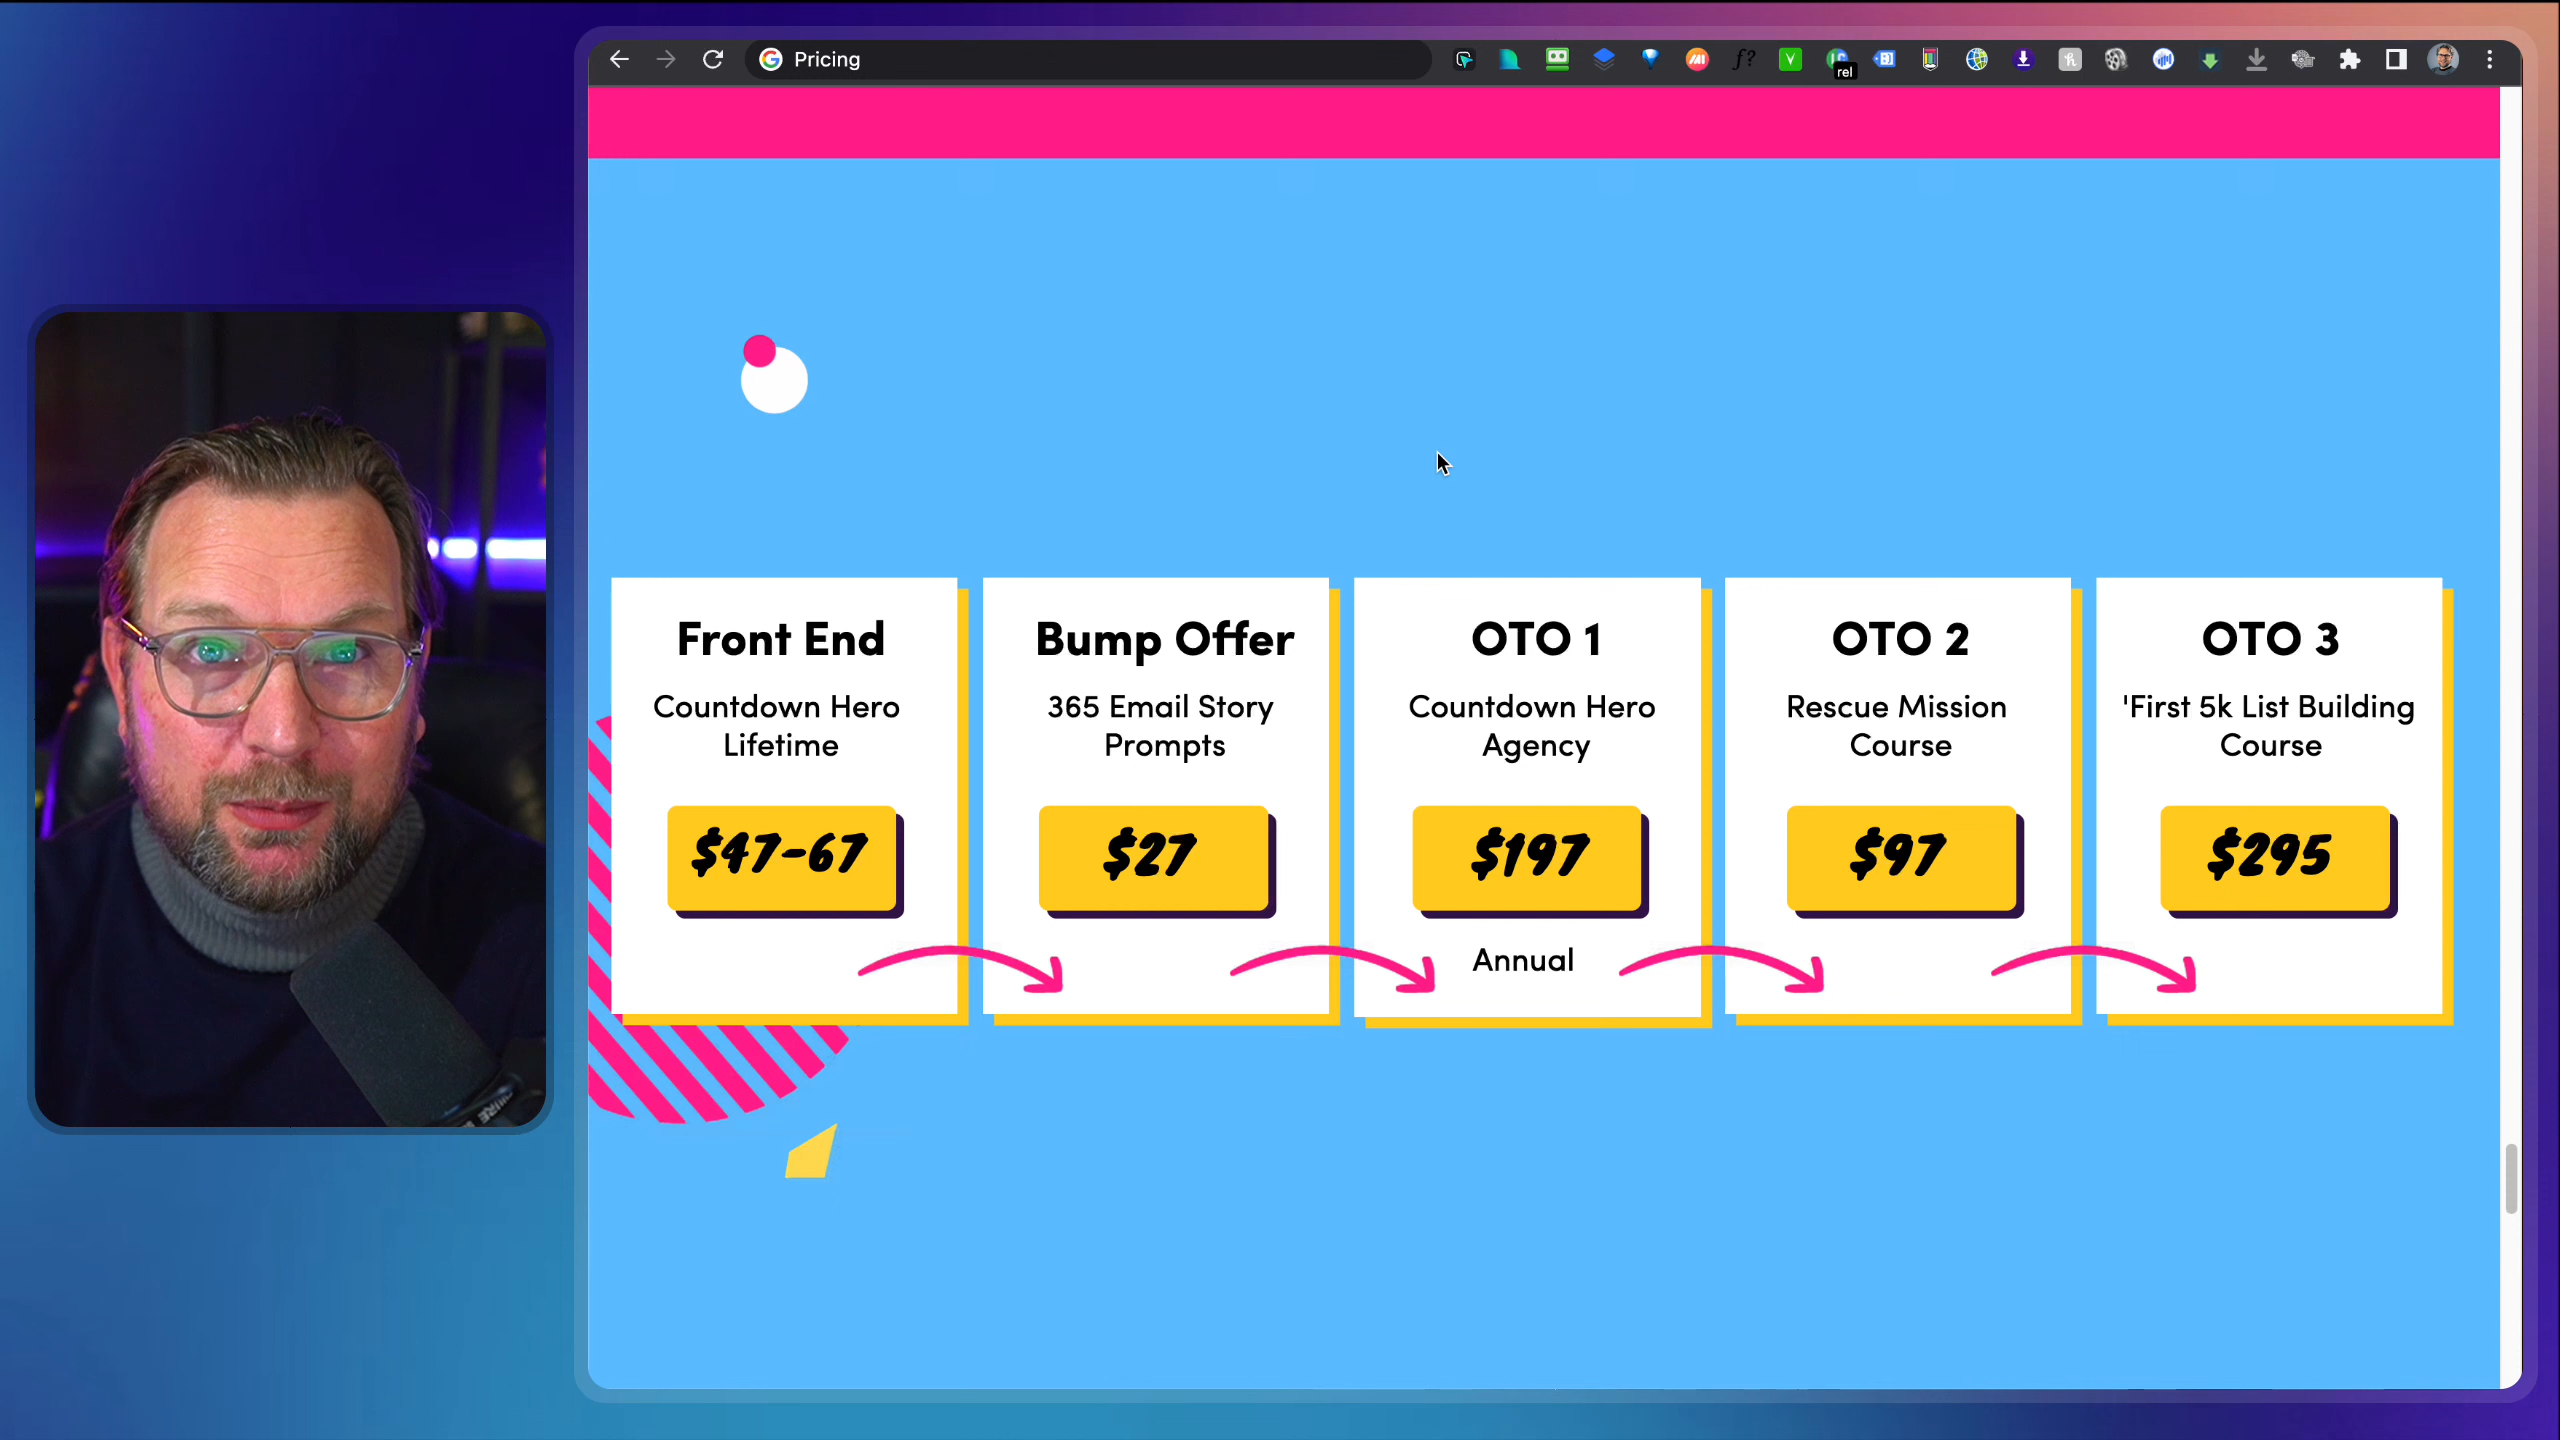 Pricing
f?
V
rel
Front End
Countdown Hero
Lifetime
$47-67
Bump Offer
365 Email Story
Prompts
$27
OTO 1
Countdown Hero
Agency
$197
Annual
OTO 2
Rescue Mission
Course
$97
OTO 3
'First 5k List Building
Course
$295